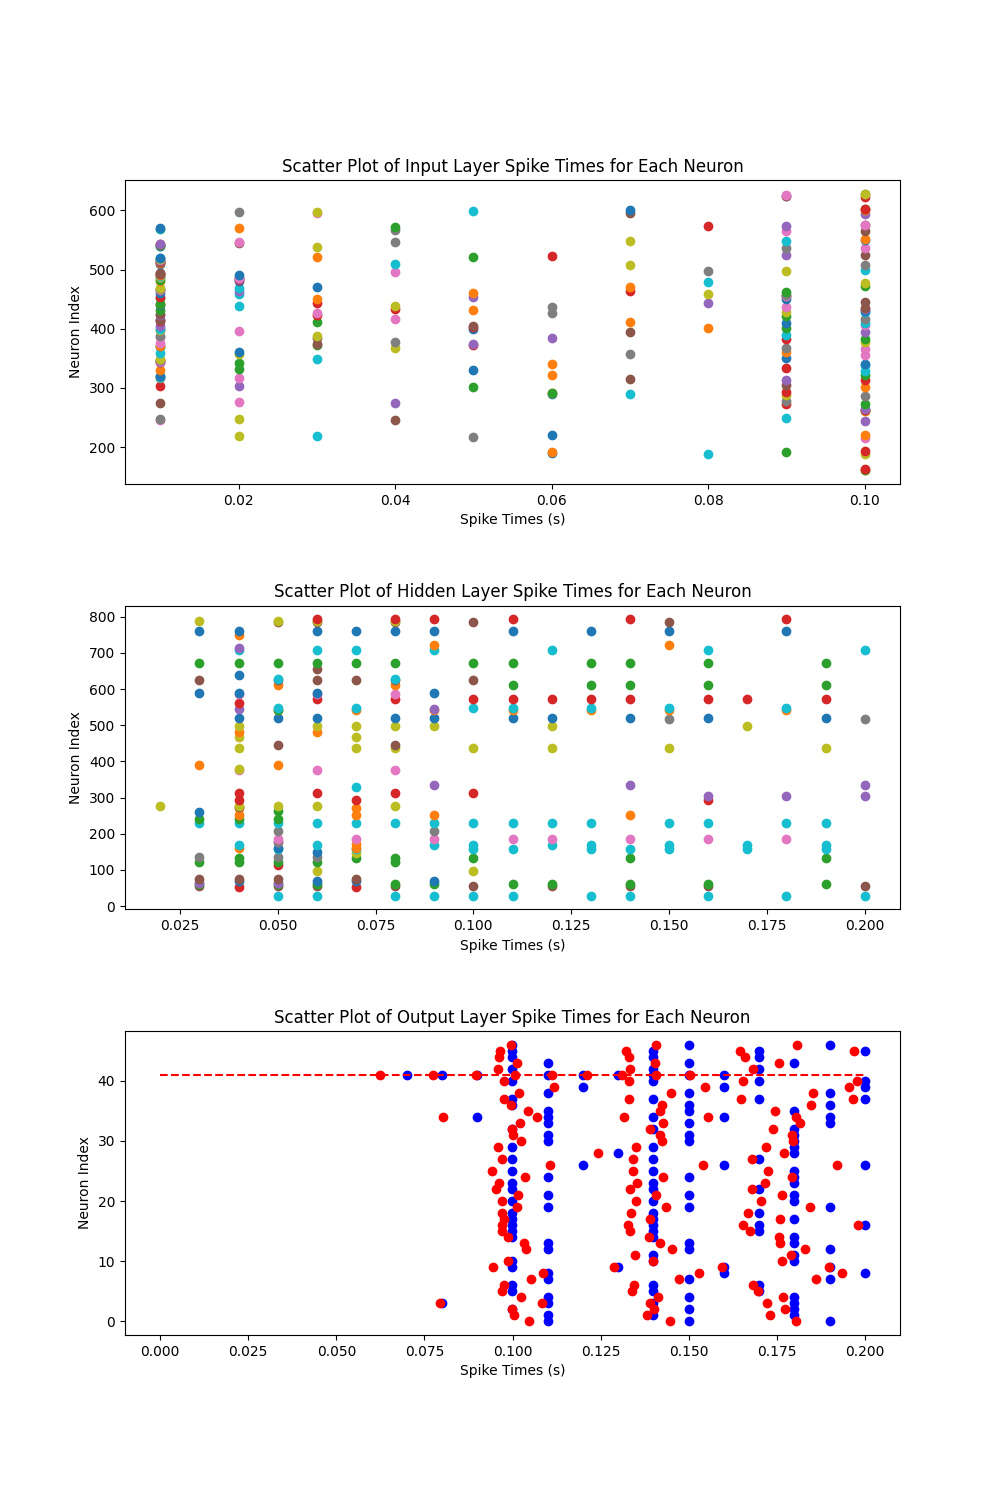 Scatter Plot of Input Layer Spike Times for Each Neuron
600
500
400
300
200
Neuron Index
0.02 0.04 0.06 0.08 0.10
Spike Times (s)
Scatter Plot of Hidden Layer Spike Times for Each Neuron
800
700
600
500
400
300
200
100
0
Neuron Index
0.025 0.050 0.075 0.100 0.125 0.150 0.175 0.200
Spike Times (s)
Scatter Plot of Output Layer Spike Times for Each Neuron
40
30
20
10
0
Neuron Index
0.000 0.025 0.050 0.075 0.100 0.125 0.150 0.175 0.200
Spike Times (s)